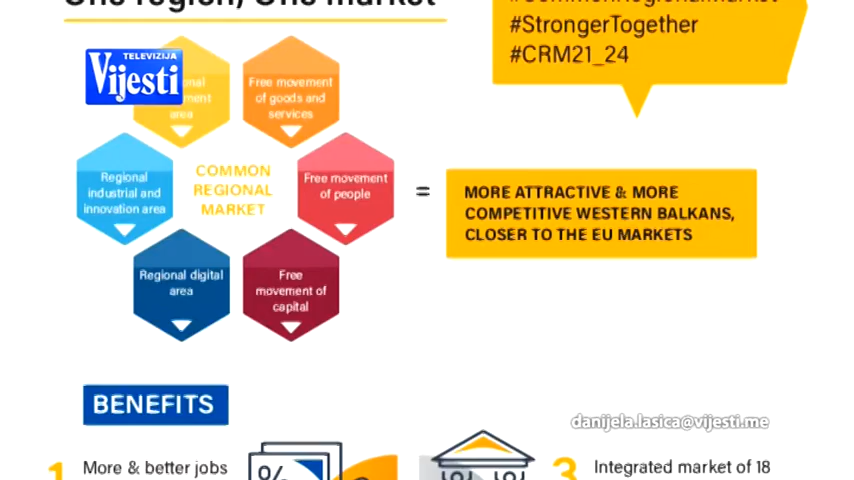 #StrongerTogether
#CRM21_24
TELEVIZIJA
Vijesti
area
Free movement
of goods and
services
Regional
industrial and
innovation area
COMMON
REGIONAL
MARKET
Free movement
of people
=
MORE ATTRACTIVE & MORE
COMPETITIVE WESTERN BALKANS,
CLOSER TO THE EU MARKETS
Regional digital
area
Free
movement of
capital
BENEFITS
danijela.lasica@vijesti.me
1 More & better jobs
%
3 Integrated market of 18